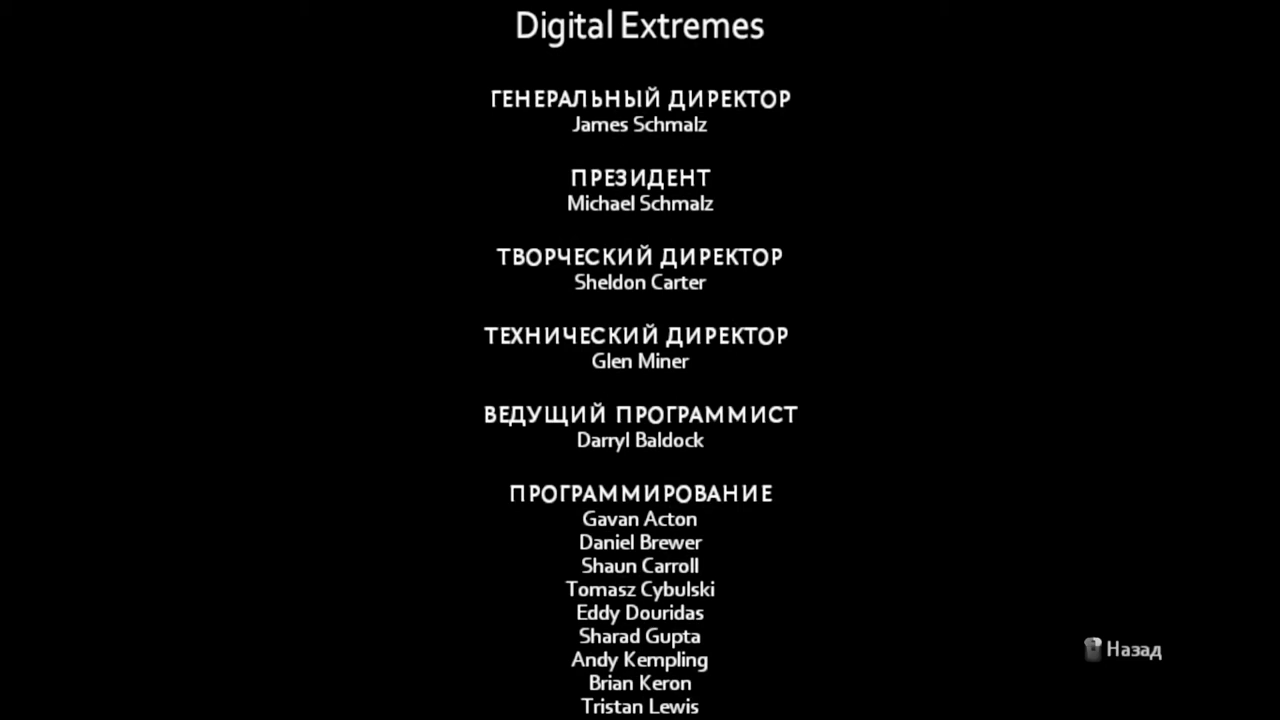 Digital Extremes
ГЕНЕРАЛЬНЫЙ ДИРЕКТОР
James Schmalz
ПРЕЗИДЕНТ
Michael Schmalz
ТВОРЧЕСКИЙ ДИРЕКТОР
Sheldon Carter
ТЕХНИЧЕСКИЙ ДИРЕКТОР
Glen Miner
ВЕДУЩИЙ ПРОГРАММИСТ
Darryl Baldock
ПРОГРАММИРОВАНИЕ
Gavan Acton
Daniel Brewer
Shaun Carroll
Tomasz Cybulski
Eddy Douridas
Sharad Gupta
Andy Kempling
Brian Keron
Tristan Lewis
Назад